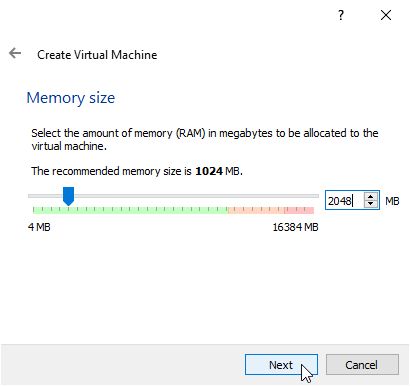 ?
Create Virtual Machine
Memory size
Select the amount of memory (RAM) in megabytes to be allocated to the
virtual machine.
The recommended memory size is 1024 MB.
2048 MB
4 MB 16384 MB
Next Cancel